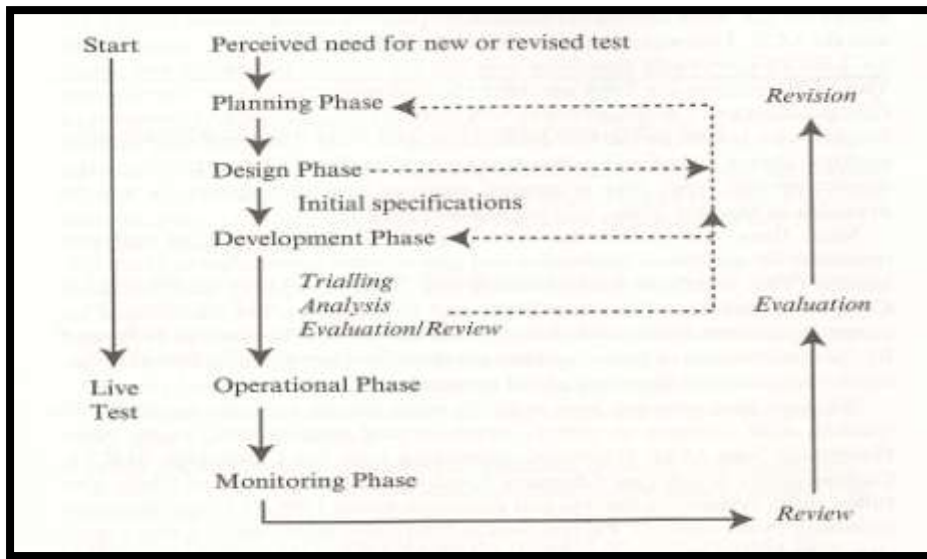 Start
Perceived need for new or revised test
Planning Phase
Revision
Design Phase
Initial specifications
Development Phase
Trialling
Analysis
Evaluation/Review
Evaluation
Live
Test
Operational Phase
Monitoring Phase
Review